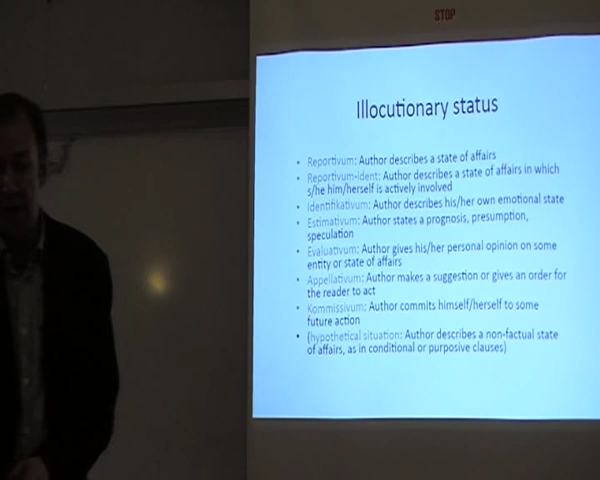 STOP
Illocutionary status
• Reportivum: Author describes a state of affairs
• Reportivum-ident: Author describes a state of affairs in which
s/he him/herself is actively involved
• Identifikativum: Author describes his/her own emotional state
• Estimativum: Author states a prognosis, presumption,
speculation
• Evaluativum: Author gives his/her personal opinion on some
entity or state of affairs
• Appellativum: Author makes a suggestion or gives an order for
the reader to act
• Kommissivum: Author commits himself/herself to some
future action
• (hypothetical situation: Author describes a non-factual state
of affairs, as in conditional or purposive clauses)